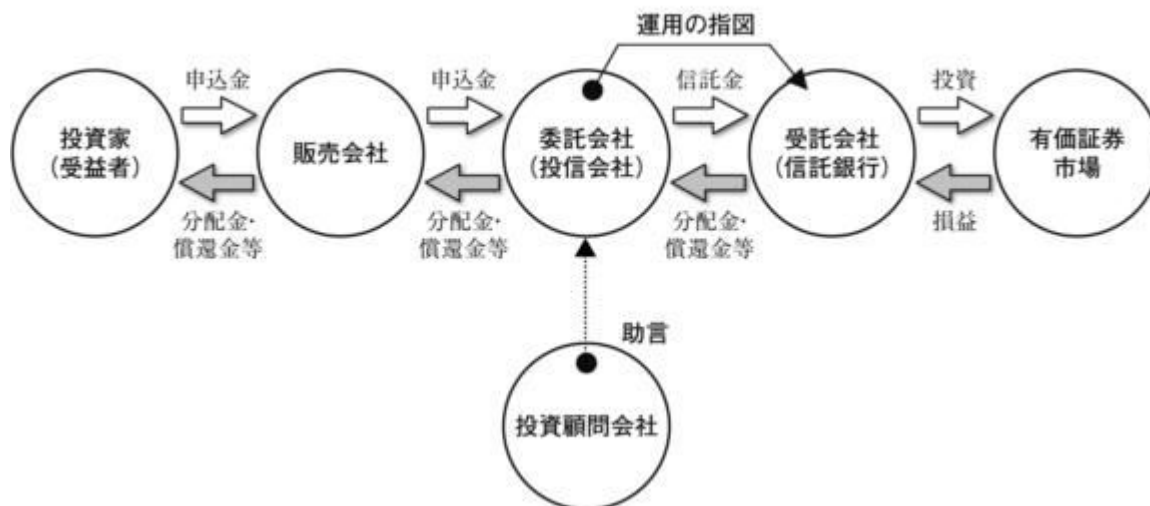 運用の指図
申込金
申込金
信託金
投資
投資家
(受益者)
販売会社
委託会社
(投信会社)
受託会社
(信託銀行)
有価証券
市場
分配金・
償還金等
分配金・
償還金等
分配金・
償還金等
損益
助言
投資顧問会社